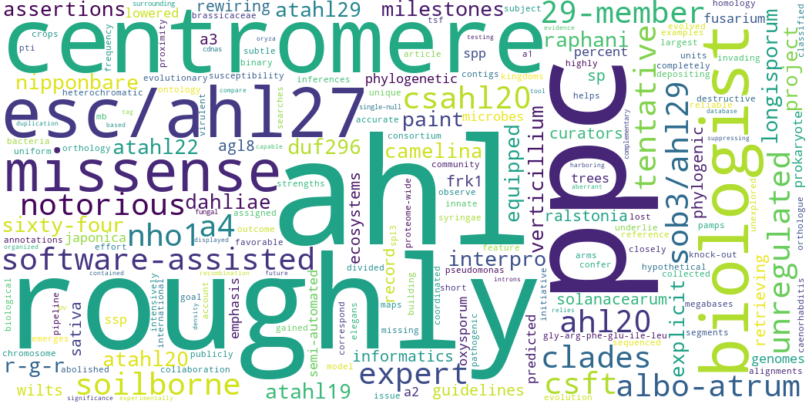 assertions
lowered
surrounding
rewiring
brassicaceae
atahl29
milestones
subject
29-member
homology
fusarium
classified
centromere
crops
pti
frequency
proximity
a3
cdnas
subtle
binary
tsf
article
testing
spp
a1
kingdoms
evidence
evolved
examples
largest
raphani
percent
highly
sp
units
completely
depositing
invading
project
nipponbare
evolutionary
susceptibility
phylogenetic
contigs
tool
heterochromatic
ontology
inferences
unique
helps
tentative
biologist
longisporum
esc/ahl27
virulent
compare
searches
single-null
csahl20
accurate
consortium
microbes
paint
curators
complementary
destructive
reliable
database
suppressing
duplication
mb
based
tag
bacteria
uniform
orthology
atahl22
agl8
capable
duf296
camelina
community
equipped
verticillium
ppc
harboring
aberrant
trees
sob3/ahl29
phylogenic
prokaryote
missense
strengths
frk1
innate
observe
syringae
ahl
notorious
dahliae
fungal
assigned
outcome
favorable
ecosystems
proteome-wide
ralstonia
lost
underlie
reference
closely
pamps
knock-out
unexplored
unregulated
orthologue
sixty-four
annotations
japonica
organized
effort
nho1
a4
displayed
software-assisted
record
spi3
feature
interpro
arms
confer
hypothetical
collected
explicit
retrieving
caenorhabditis
roughly
biological
pipeline
contained
recombination
future
divided
maps
building
coordinated
pseudomonas
short
introns
initiative
solanacearum
megabases
segments
intensively
international
goal
density
account
emphasis
semi-automated
gained
correspond
elegans
missing
pathogenic
oxysporum
predicted
relies
ahl20
gly-arg-phe-glu-ile-leu
sequenced
ssp
sativa
emerges
chromosome
r-g-r
abolished
atahl20
publicly
collaboration
informatics
model
expert
clades
genomes
alignments
wilts
soilborne
significance
experimentally
atahl19
issue
a2
guidelines
csft
evolution
albo-atrum